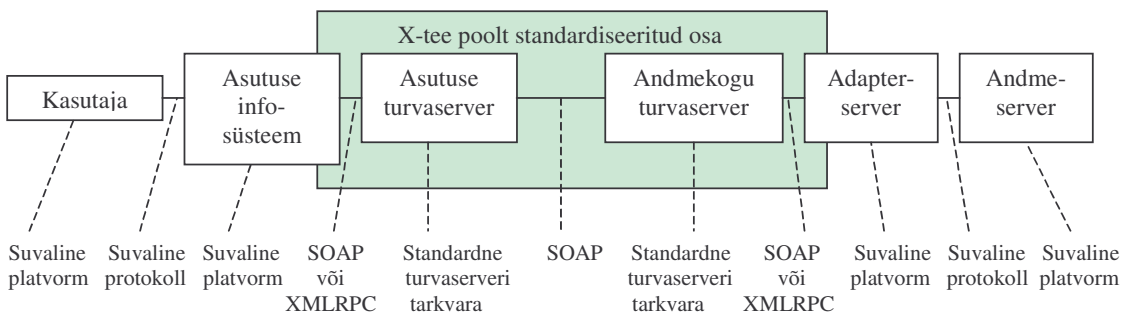 X-tee poolt standardiseeritud osa
Kasutaja
Asutuse
info-
süsteem
Asutuse
turvaserver
Andmekogu
turvaserver
Adapter-
server
Andme-
server
Suvaline
platvorm
Suvaline
protokoll
Suvaline
platvorm
SOAP
või
XMLRPC
Standardne
turvaserveri
tarkvara
SOAP
Standardne
turvaserveri
tarkvara
SOAP
või
XMLRPC
Suvaline
platvorm
Suvaline
protokoll
Suvaline
platvorm